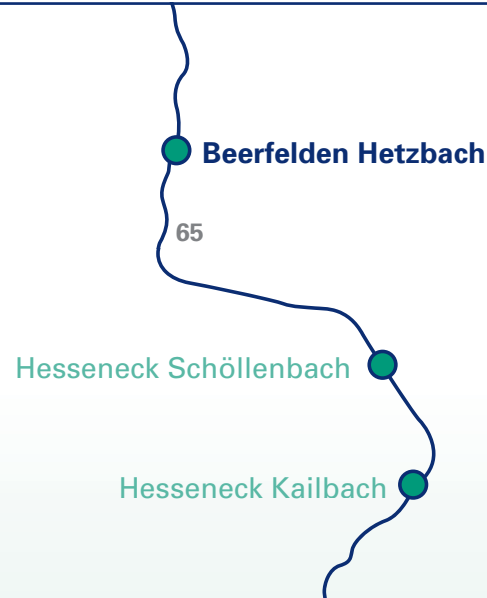 Beerfelden Hetzbach
65
Hesseneck Schöllenbach
Hesseneck Kailbach